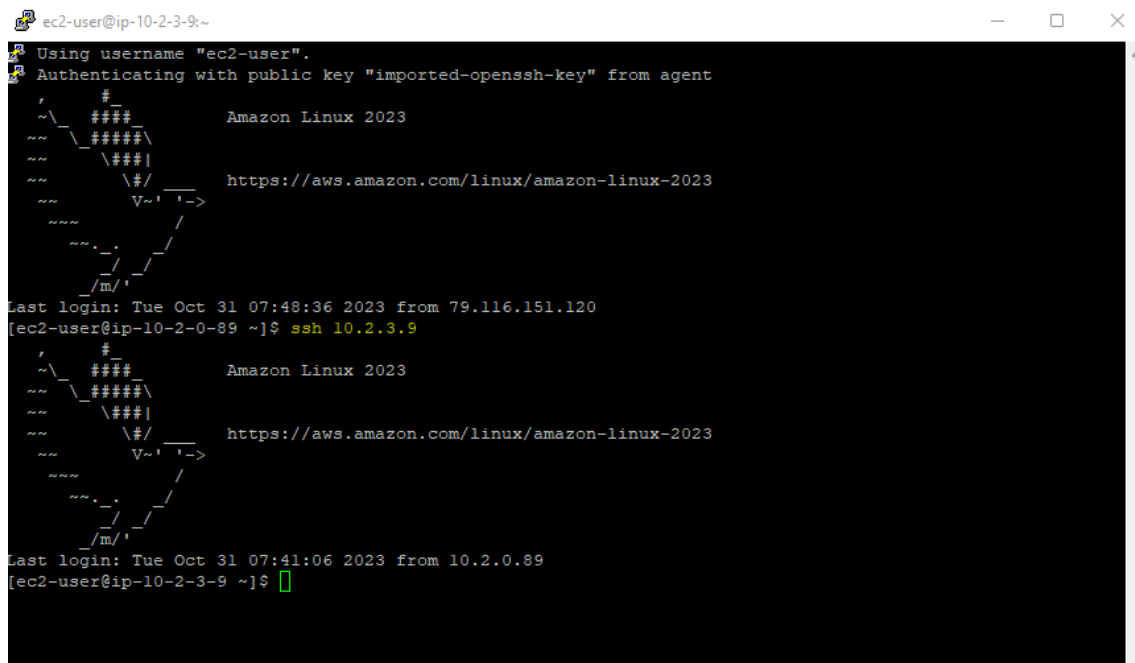 ec2-user@ip-10-2-3-9:~
Using username "ec2-user".
Authenticating with public key "imported-openssh-key" from agent
   ,     #_
   ~\_  ####_        Amazon Linux 2023
  ~~  \_#####\
  ~~     \###|
  ~~       \#/ ___   https://aws.amazon.com/linux/amazon-linux-2023
   ~~       V~' '->
    ~~~         /
      ~~._.   _/
         _/ _/
       _/m/'
Last login: Tue Oct 31 07:48:36 2023 from 79.116.151.120
[ec2-user@ip-10-2-0-89 ~]$ ssh 10.2.3.9
   ,     #_
   ~\_  ####_        Amazon Linux 2023
  ~~  \_#####\
  ~~     \###|
  ~~       \#/ ___   https://aws.amazon.com/linux/amazon-linux-2023
   ~~       V~' '->
    ~~~         /
      ~~._.   _/
         _/ _/
       _/m/'
Last login: Tue Oct 31 07:41:06 2023 from 10.2.0.89
[ec2-user@ip-10-2-3-9 ~]$